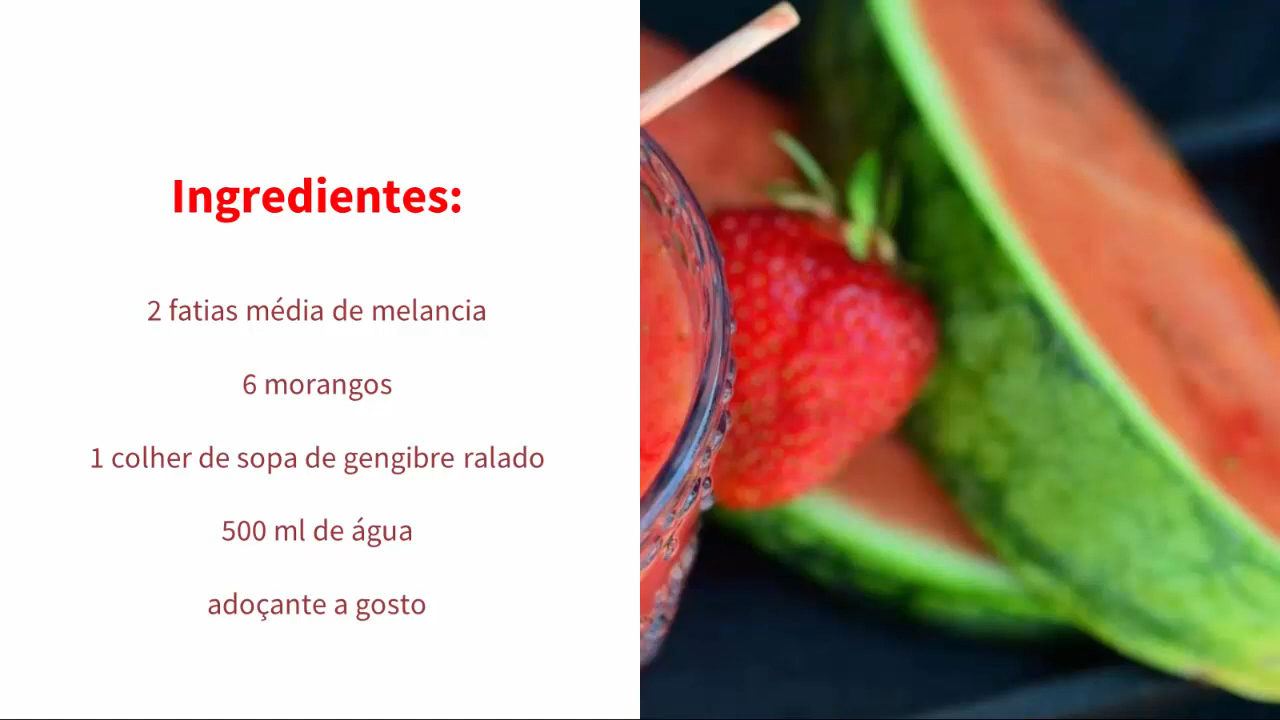 Ingredientes:
2 fatias média de melancia
6 morangos
1 colher de sopa de gengibre ralado
500 ml de água
adoçante a gosto